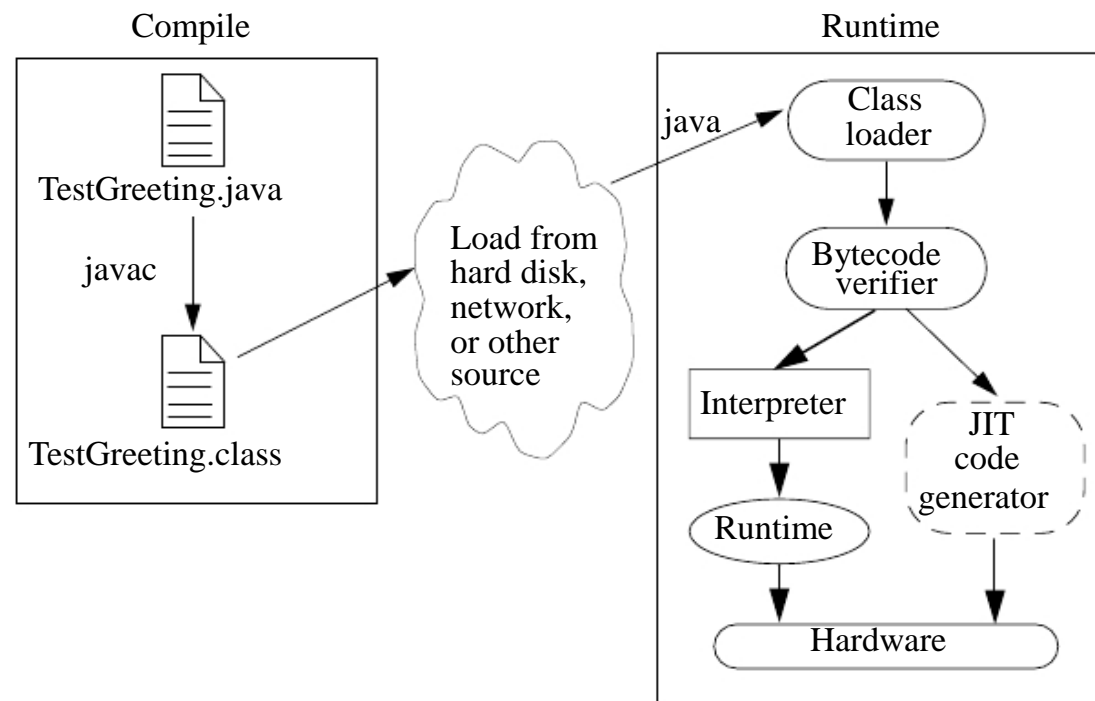 Compile
TestGreeting.java
javac
TestGreeting.class
Load from
hard disk,
network,
or other
source
Runtime
java
Class
loader
Bytecode
verifier
Interpreter
JIT
code
generator
Runtime
Hardware